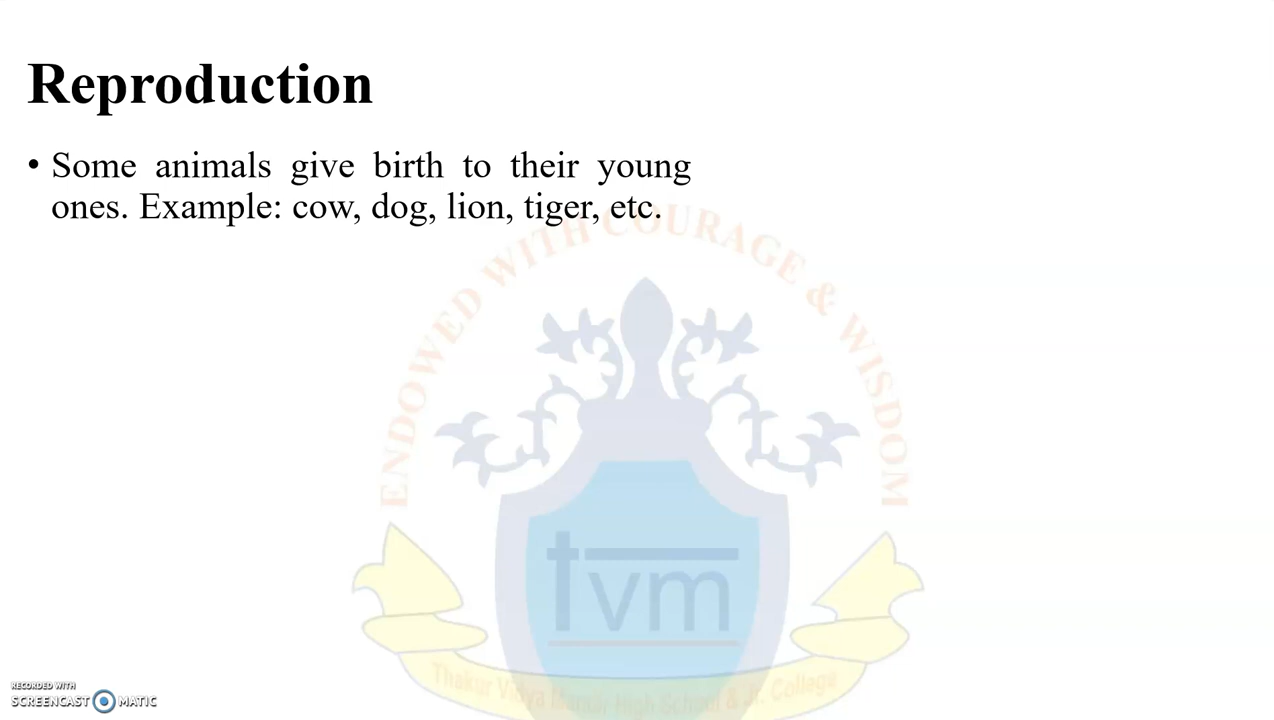 Reproduction
• Some animals give birth to their young
ones. Example: cow, dog, lion, tiger, etc.
ENDOWED WITH COURAGE & WISDOM
tvm
Thakur Vidya Mandir High School & Jr. College
RECORDED WITH
SCREENCAST MATIC